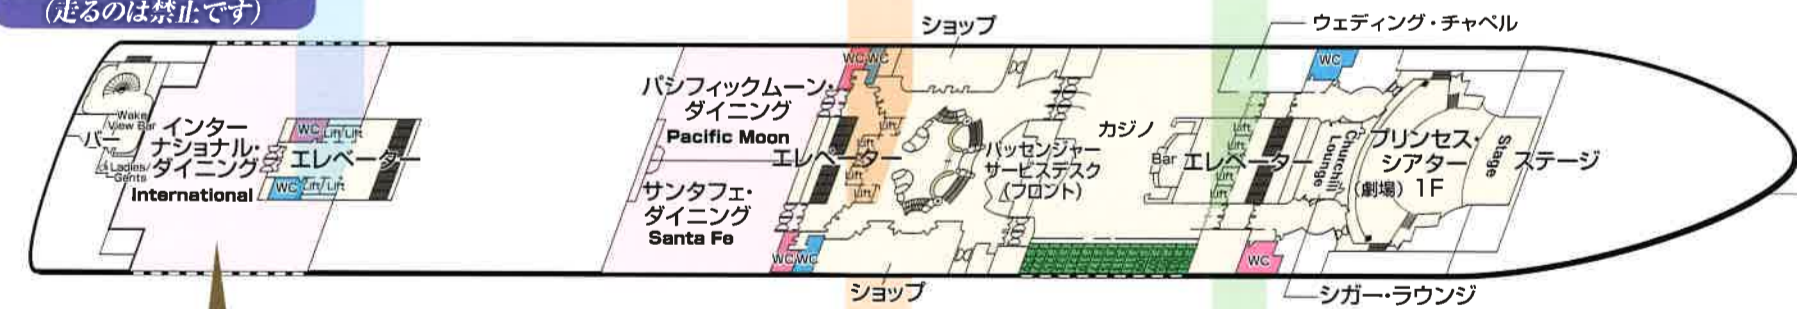 (走るのは禁止です)
ショップ
ウェディング・チャペル
WC
WC
WC
パシフィックムーン・
ダイニング
Pacific Moon
Wake
View Bar
バー
インター
ナショナル・
ダイニング
International
Ladies/
Gents
WC
Lift
Lift
エレベーター
WC
Lift
Lift
エレベーター
Lift
Lift
Lift
Lift
サンタフェ・
ダイニング
Santa Fe
WC
WC
パッセンジャー
サービスデスク
(フロント)
カジノ
Bar
エレベーター
Lift
Lift
Lift
Lift
Churchill
Lounge
プリンセス・
シアター
(劇場) 1F
Stage
ステージ
WC
ショップ
シガー・ラウンジ